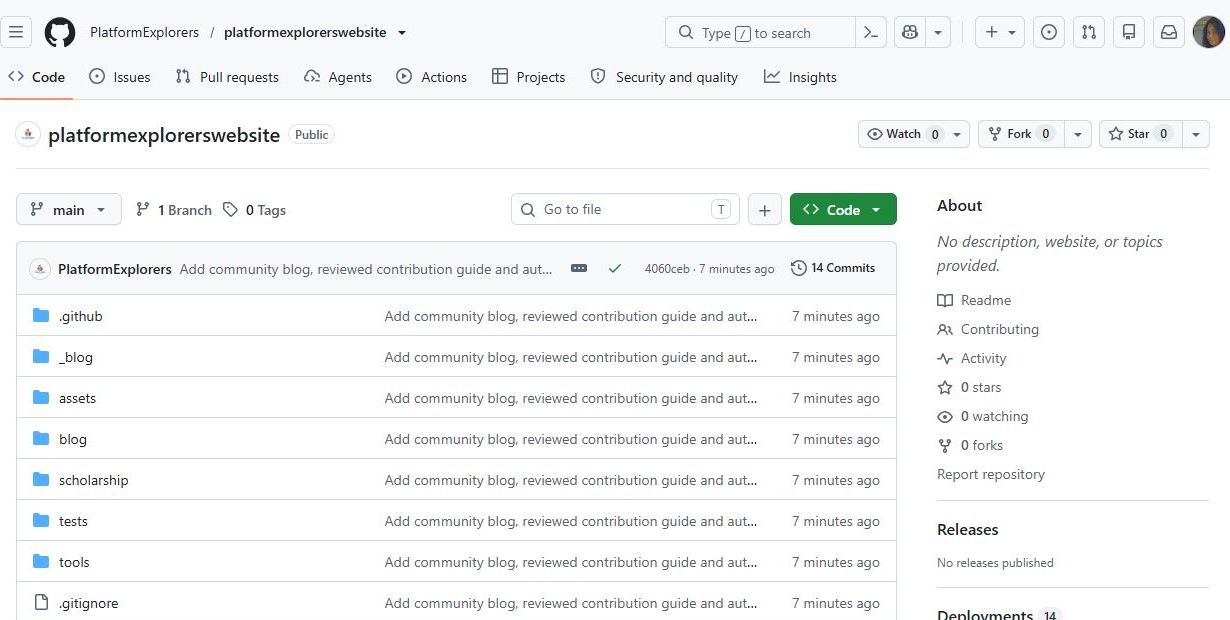 PlatformExplorers / platformexplorerswebsite
Type / to search
Code Issues Pull requests Agents Actions Projects Security and quality Insights
platformexplorerswebsite Public
Watch 0 Fork 0 Star 0
main 1 Branch 0 Tags
Go to file T + Code
PlatformExplorers Add community blog, reviewed contribution guide and aut... 4060ceb · 7 minutes ago 14 Commits
.github Add community blog, reviewed contribution guide and aut... 7 minutes ago
_blog Add community blog, reviewed contribution guide and aut... 7 minutes ago
assets Add community blog, reviewed contribution guide and aut... 7 minutes ago
blog Add community blog, reviewed contribution guide and aut... 7 minutes ago
scholarship Add community blog, reviewed contribution guide and aut... 7 minutes ago
tests Add community blog, reviewed contribution guide and aut... 7 minutes ago
tools Add community blog, reviewed contribution guide and aut... 7 minutes ago
.gitignore Add community blog, reviewed contribution guide and aut... 7 minutes ago
About
No description, website, or topics
provided.
Readme
Contributing
Activity
0 stars
0 watching
0 forks
Report repository
Releases
No releases published
Deployments 14